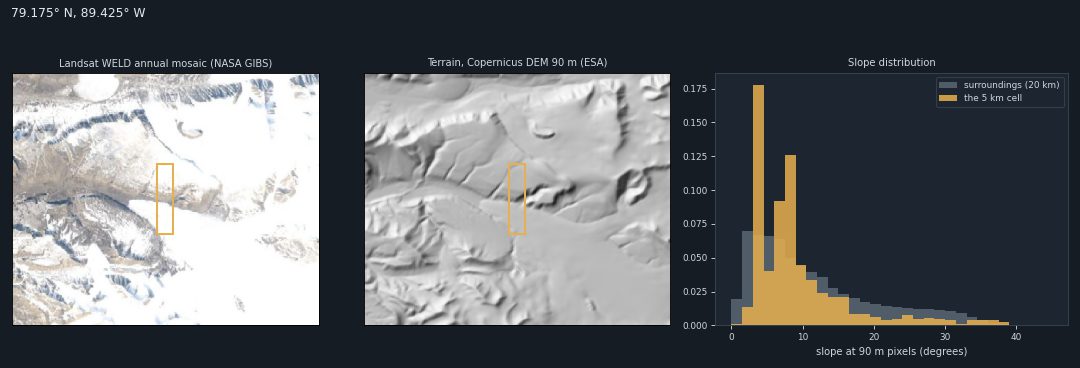 79.175° N, 89.425° W
Landsat WELD annual mosaic (NASA GIBS)
Terrain, Copernicus DEM 90 m (ESA)
Slope distribution
surroundings (20 km)
the 5 km cell
0.175
0.150
0.125
0.100
0.075
0.050
0.025
0.000
0 10 20 30 40
slope at 90 m pixels (degrees)